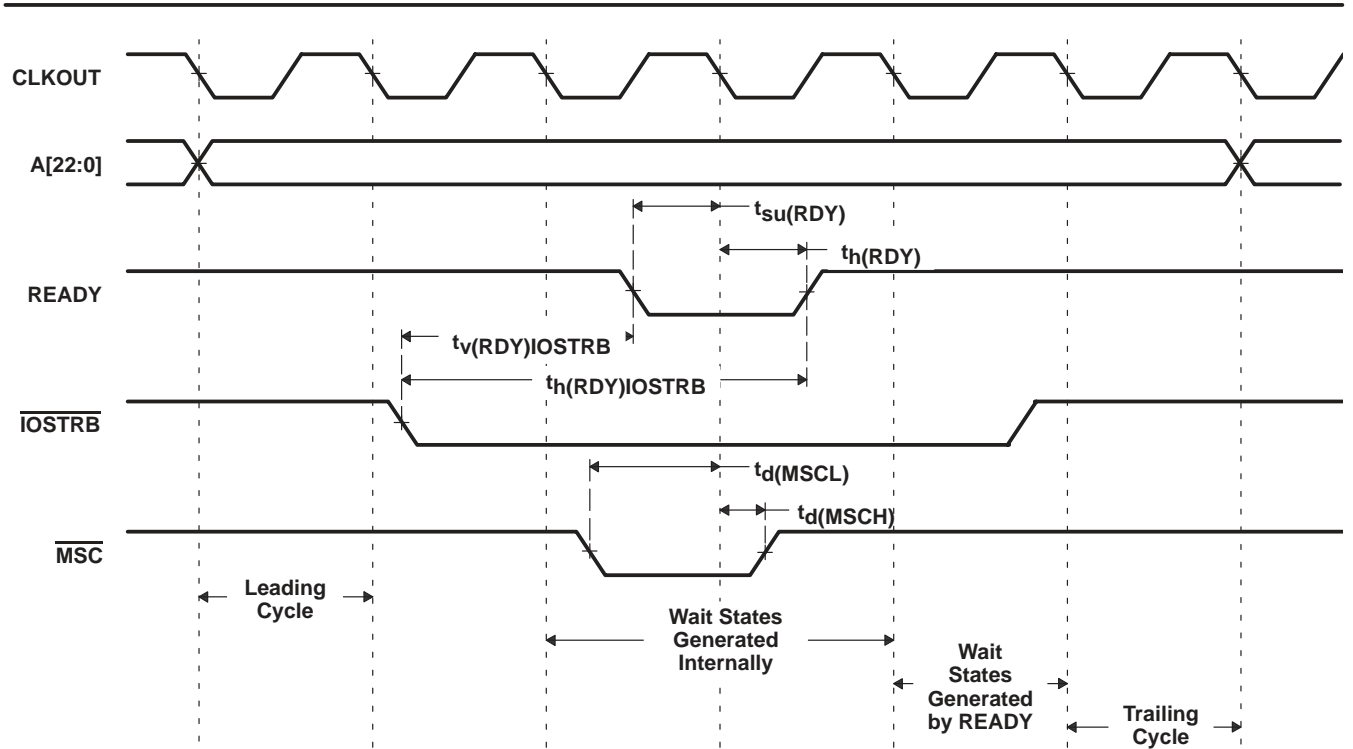 CLKOUT
A[22:0]
tsu(RDY)
th(RDY)
READY
tv(RDY)IOSTRB
th(RDY)IOSTRB
IOSTRB
td(MSCL)
td(MSCH)
MSC
Leading
Cycle
Wait States
Generated
Internally
Wait
States
Generated
by READY
Trailing
Cycle